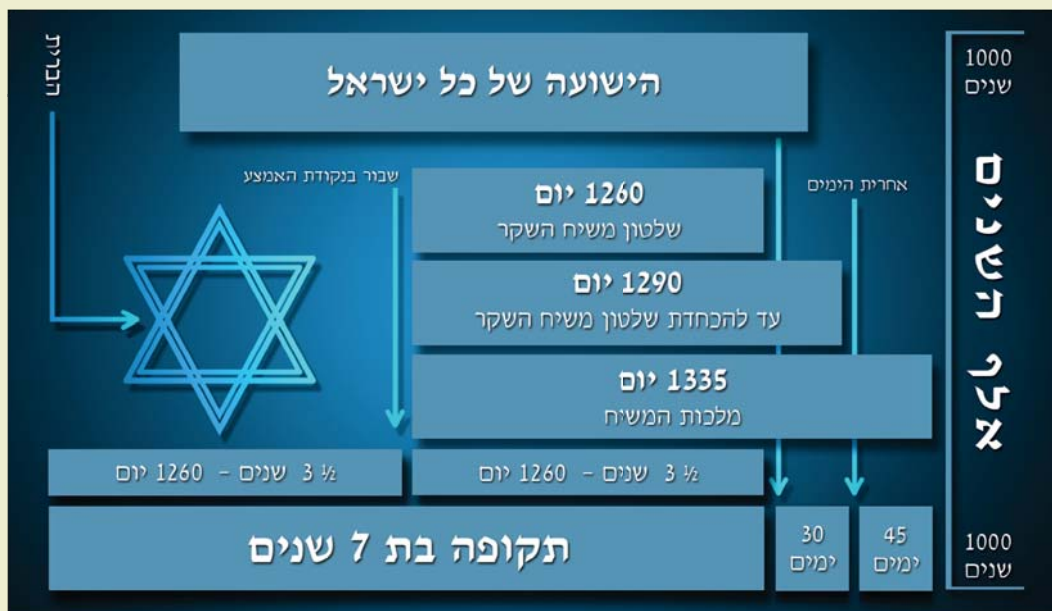 הברית
הישועה של כל ישראל
שבור בנקודת האמצע
1260 יום
שלטון משיח השקר
אחרית הימים
1290 יום
עד להכחדת שלטון משיח השקר
1335 יום
מלכות המשיח
½ 3 שנים - 1260 יום
½ 3 שנים - 1260 יום
תקופה בת 7 שנים
30
ימים
45
ימים
1000
שנים
אלף השנים
1000
שנים